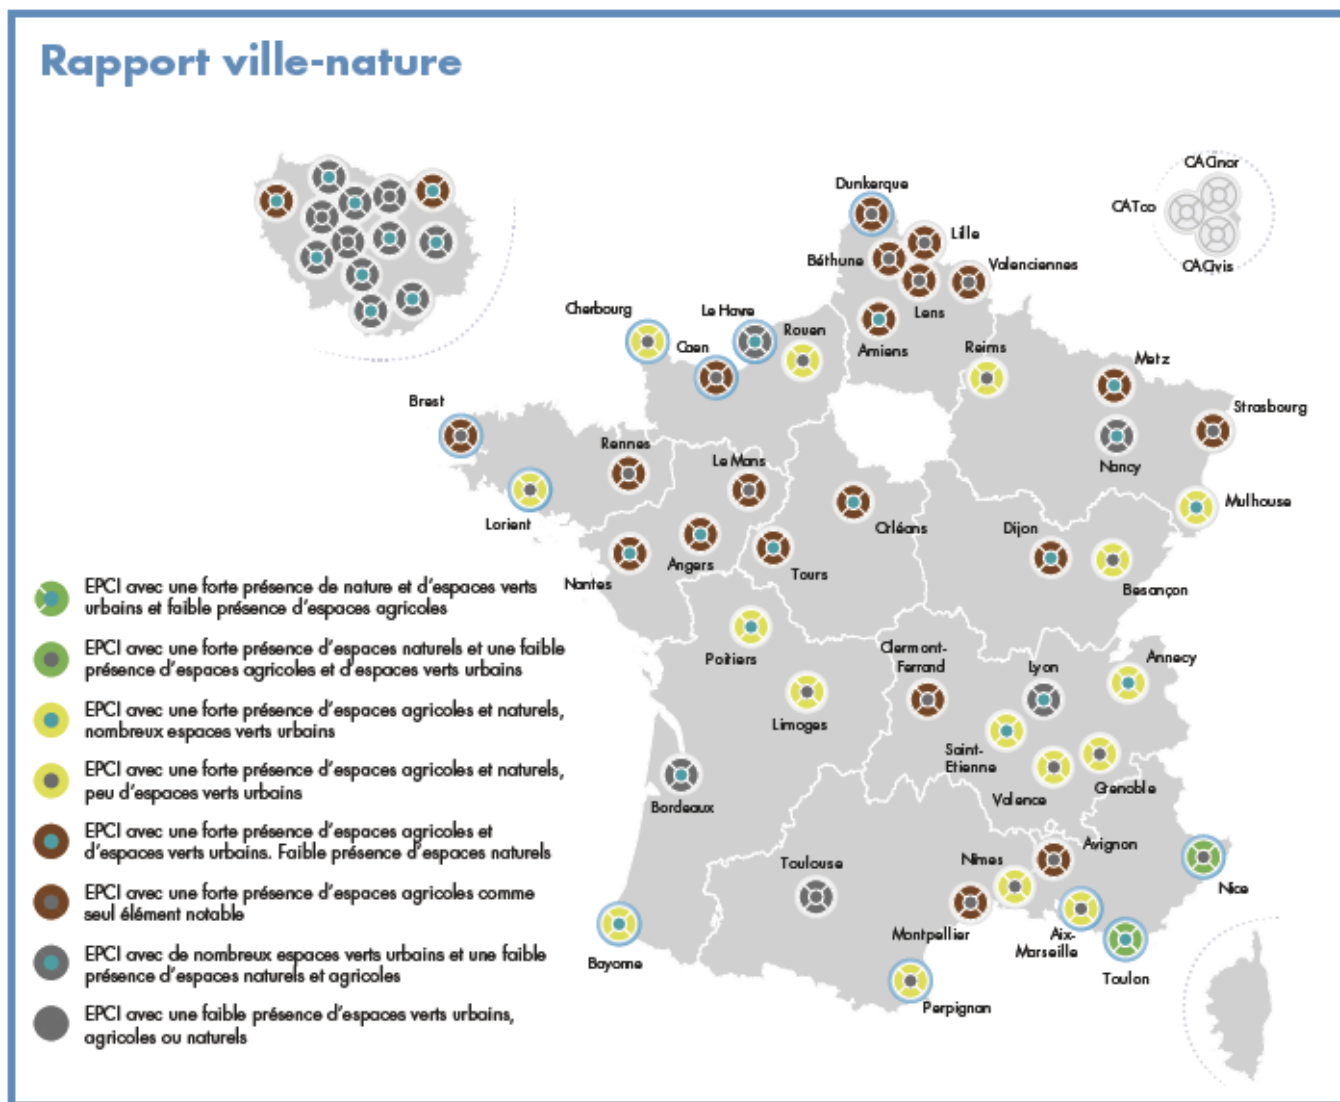 Rapport ville-nature
CAGnor
CATco
CAGvis
Dunkerque
Lille
Béthune
Valenciennes
Lens
Amiens
Cherbourg
Le Havre
Rouen
Caen
Reims
Metz
Strasbourg
Nancy
Mulhouse
Brest
Rennes
Le Mans
Lorient
Orléans
Dijon
Besançon
Nantes
Angers
Tours
Poitiers
Clermont-
Ferrand
Lyon
Annecy
Limoges
Saint-
Etienne
Valence
Grenoble
Bordeaux
Toulouse
Nîmes
Avignon
Nice
Montpellier
Aix-
Marseille
Toulon
Bayonne
Perpignan
EPCI avec une forte présence de nature et d'espaces verts
urbains et faible présence d'espaces agricoles
EPCI avec une forte présence d'espaces naturels et une faible
présence d'espaces agricoles et d'espaces verts urbains
EPCI avec une forte présence d'espaces agricoles et naturels,
nombreux espaces verts urbains
EPCI avec une forte présence d'espaces agricoles et naturels,
peu d'espaces verts urbains
EPCI avec une forte présence d'espaces agricoles et
d'espaces verts urbains. Faible présence d'espaces naturels
EPCI avec une forte présence d'espaces agricoles comme
seul élément notable
EPCI avec de nombreux espaces verts urbains et une faible
présence d'espaces naturels et agricoles
EPCI avec une faible présence d'espaces verts urbains,
agricoles ou naturels